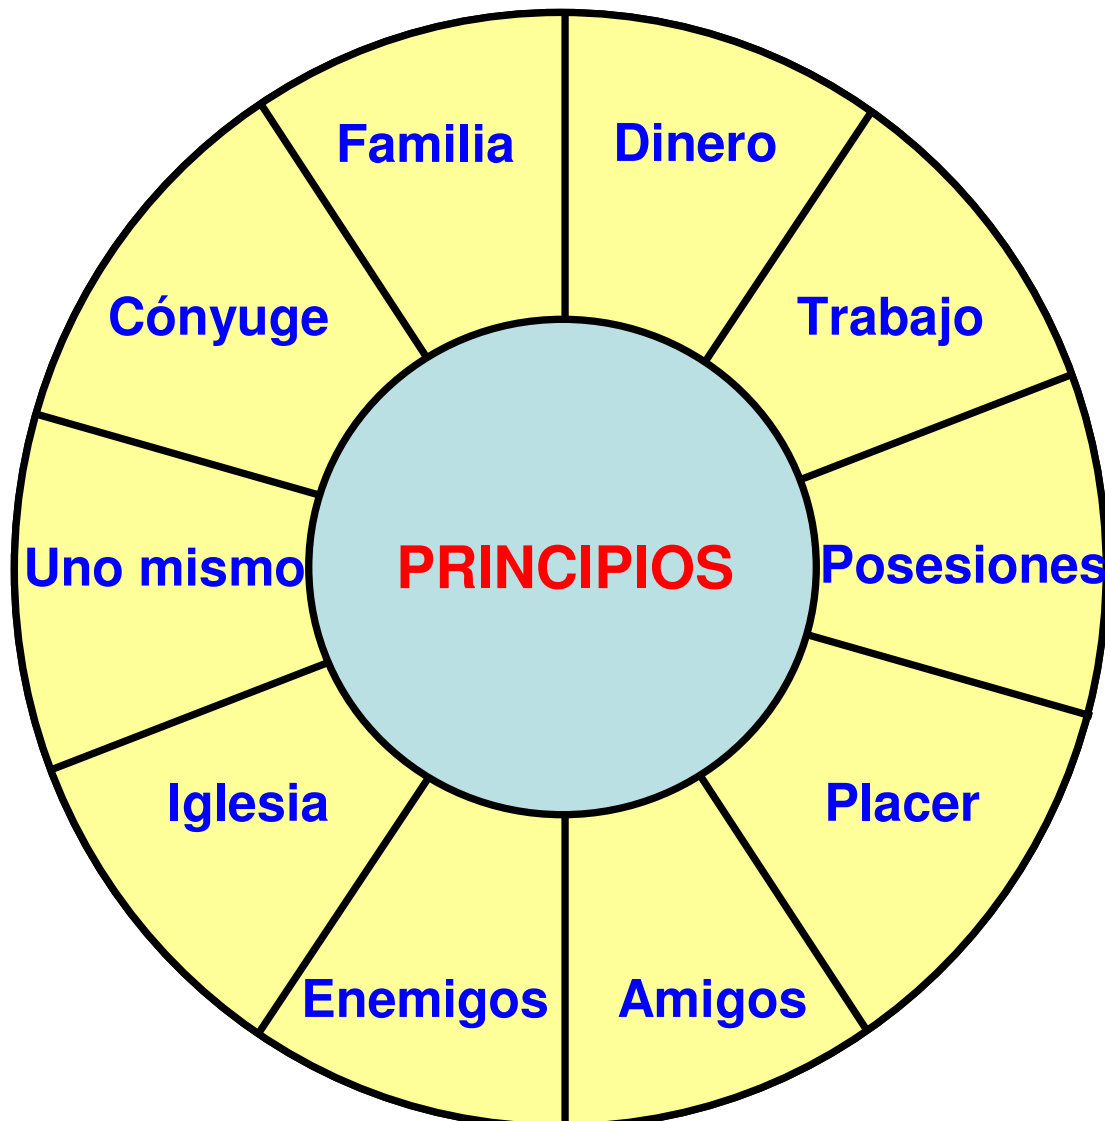 Familia
Dinero
Cónyuge
Trabajo
Uno mismo
PRINCIPIOS
Posesiones
Iglesia
Placer
Enemigos
Amigos